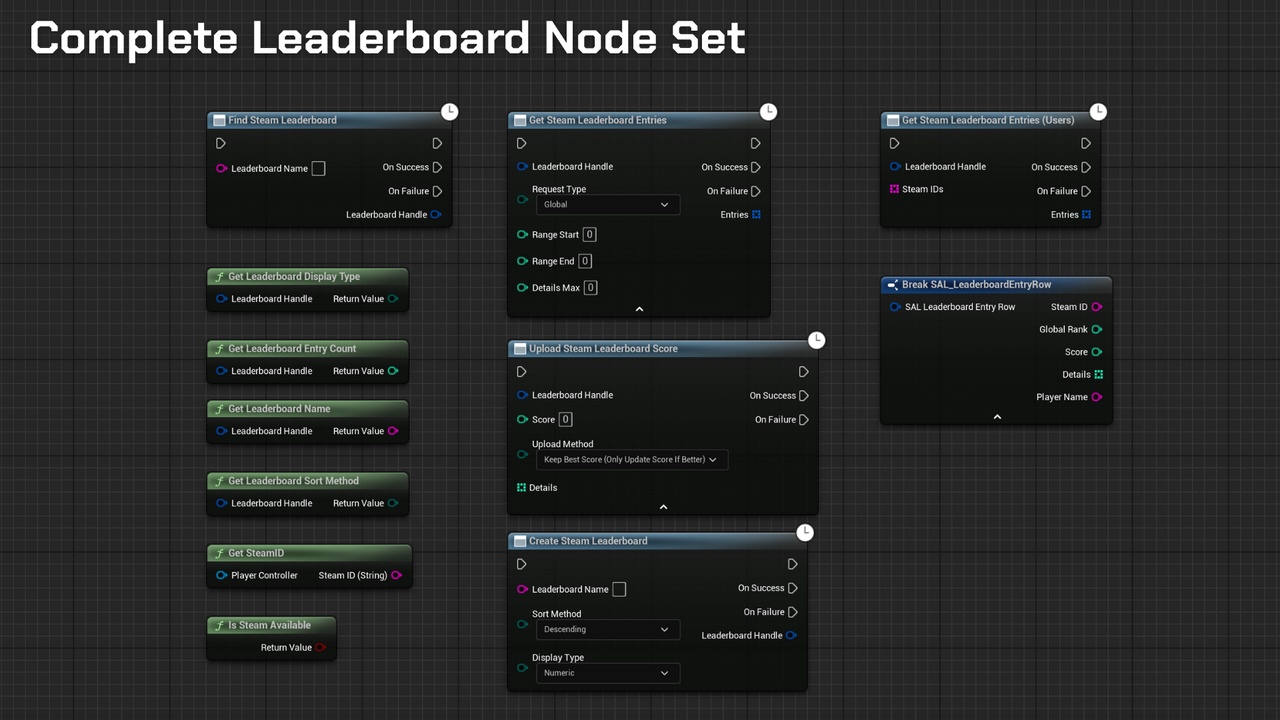 Complete Leaderboard Node Set
Find Steam Leaderboard
Leaderboard Name
On Success
On Failure
Leaderboard Handle
f Get Leaderboard Display Type
Leaderboard Handle Return Value
f Get Leaderboard Entry Count
Leaderboard Handle Return Value
f Get Leaderboard Name
Leaderboard Handle Return Value
f Get Leaderboard Sort Method
Leaderboard Handle Return Value
f Get SteamID
Player Controller Steam ID (String)
f Is Steam Available
Return Value
Get Steam Leaderboard Entries
Leaderboard Handle On Success
Request Type On Failure
Global
Entries
Range Start 0
Range End 0
Details Max 0
Upload Steam Leaderboard Score
Leaderboard Handle On Success
Score 0 On Failure
Upload Method
Keep Best Score (Only Update Score If Better)
Details
Create Steam Leaderboard
Leaderboard Name On Success
Sort Method On Failure
Descending
Leaderboard Handle
Display Type
Numeric
Get Steam Leaderboard Entries (Users)
Leaderboard Handle On Success
Steam IDs On Failure
Entries
Break SAL_LeaderboardEntryRow
SAL Leaderboard Entry Row Steam ID
Global Rank
Score
Details
Player Name